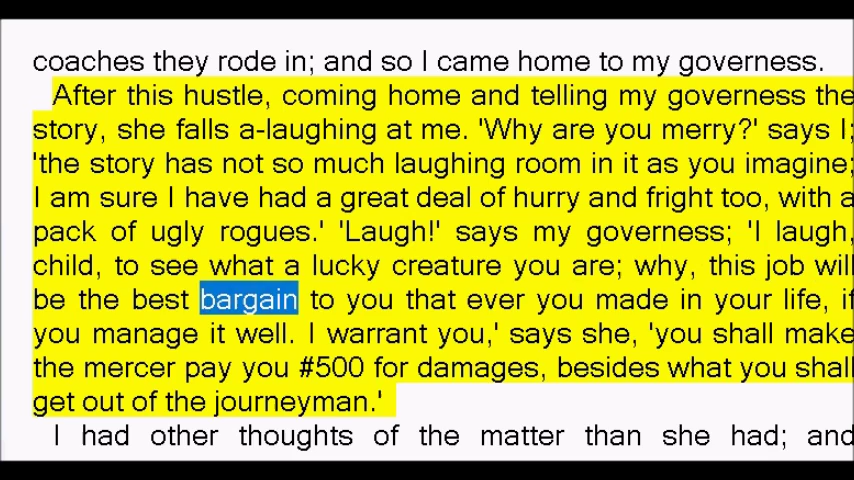 coaches they rode in; and so I came home to my governess.
After this hustle, coming home and telling my governess the
story, she falls a-laughing at me. 'Why are you merry?' says I;
'the story has not so much laughing room in it as you imagine;
I am sure I have had a great deal of hurry and fright too, with a
pack of ugly rogues.' 'Laugh!' says my governess; 'I laugh,
child, to see what a lucky creature you are; why, this job will
be the best bargain to you that ever you made in your life, if
you manage it well. I warrant you,' says she, 'you shall make
the mercer pay you #500 for damages, besides what you shall
get out of the journeyman.'
I had other thoughts of the matter than she had; and